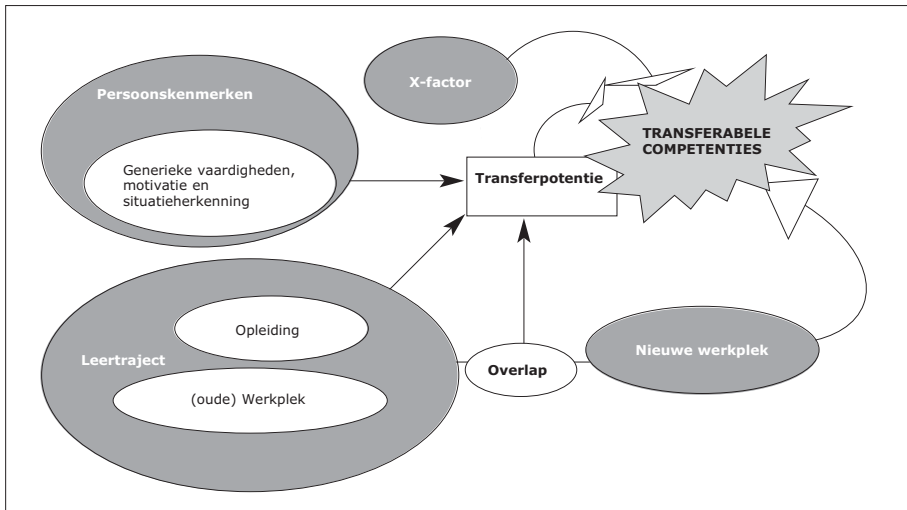 Persoonskenmerken
Generieke vaardigheden,
motivatie en
situatieherkenning
X-factor
TRANSFERABELE
COMPETENTIES
Transferpotentie
Leertraject
Opleiding
(oude) Werkplek
Overlap
Nieuwe werkplek